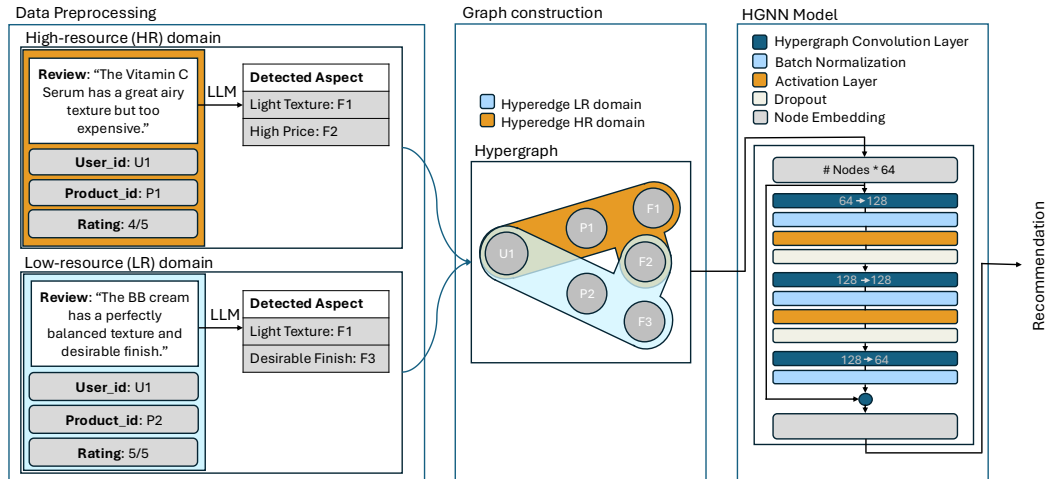 Data Preprocessing
High-resource (HR) domain
Review: “The Vitamin C
Serum has a great airy
texture but too
expensive.”
User_id: U1
Product_id: P1
Rating: 4/5
LLM
Detected Aspect
Light Texture: F1
High Price: F2
Low-resource (LR) domain
Review: “The BB cream
has a perfectly
balanced texture and
desirable finish.”
User_id: U1
Product_id: P2
Rating: 5/5
LLM
Detected Aspect
Light Texture: F1
Desirable Finish: F3
Graph construction
Hyperedge LR domain
Hyperedge HR domain
Hypergraph
F1
P1
U1
F2
P2
F3
HGNN Model
Hypergraph Convolution Layer
Batch Normalization
Activation Layer
Dropout
Node Embedding
# Nodes * 64
64→128
128→128
128→64
Recommendation